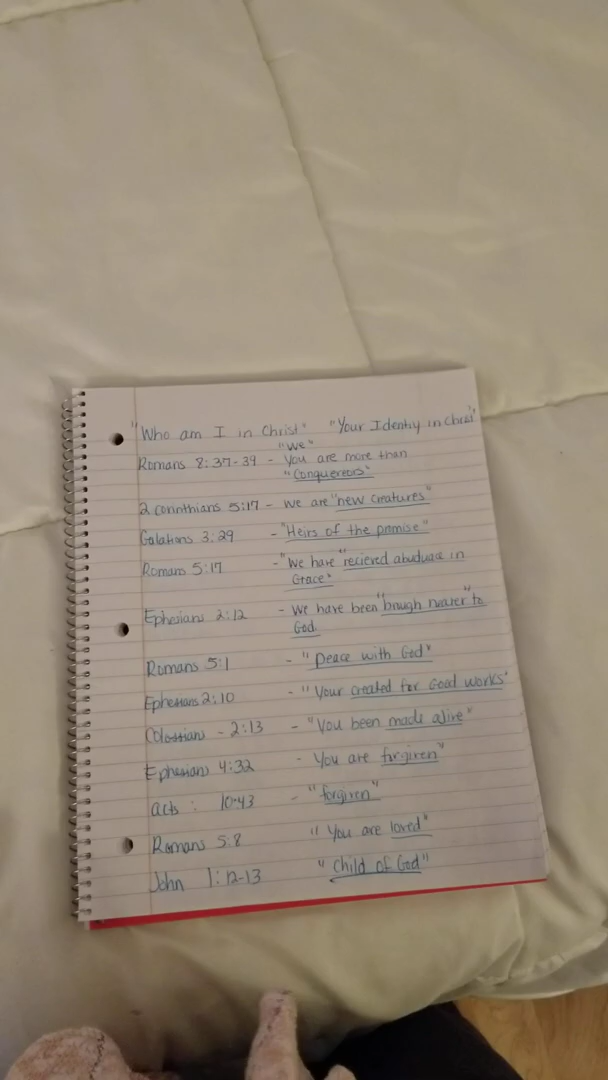 "Who am I in Christ" "Your Identiy in Christ"
"We"
Romans 8:37-39 - You are more than
"Conquereors"
2 corinthians 5:17 - we are "new creatures"
Galatians 3:29 - "Heirs of the promise"
Romans 5:17 - "We have "recieved abuduace in
Grace"
Ephesians 2:12 - We have been "brough nearer" to
God.
Romans 5:1 - "Peace with God"
Ephesians 2:10 - "Your created for Good works"
Colossian - 2:13 - "You been made alive"
Ephesians 4:32 - You are forgiven"
acts : 10:43 - "forgiven"
Romans 5:8 "You are loved"
John 1:12-13 "Child of God"